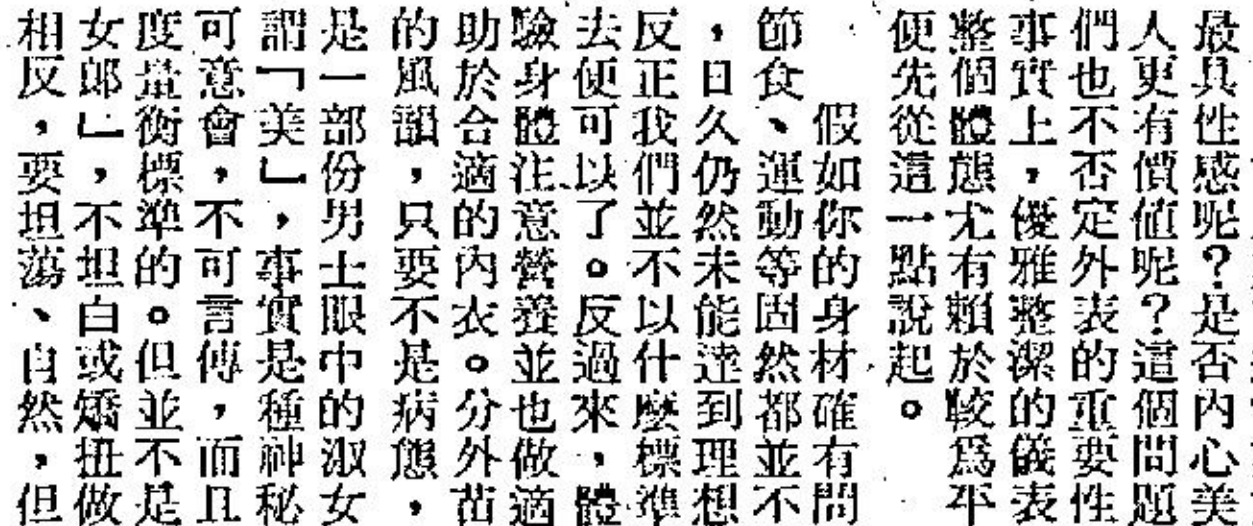 最具性感呢？是否內心美
人更有價值呢？這個問題
們也不否定外表的重要性
事實上，優雅整潔的儀表
整個體態尤有賴於較為平
便先從這一點說起。
假如你的身材確有問
節食、運動等固然都並不
，日久仍然未能達到理想
反正我們並不以什麼標準
去便可以了。反過來，體
驗身體注意營養並也做適
助於合適的內衣。分外苗
的風韻，只要不是病態，
是一部份男士眼中的淑女
謂「美」，事實是種神秘
可意會，不可言傳，而且
度量衡標準的。但並不是
女郎」，不坦白或矯扭做
相反，要坦蕩、自然，但